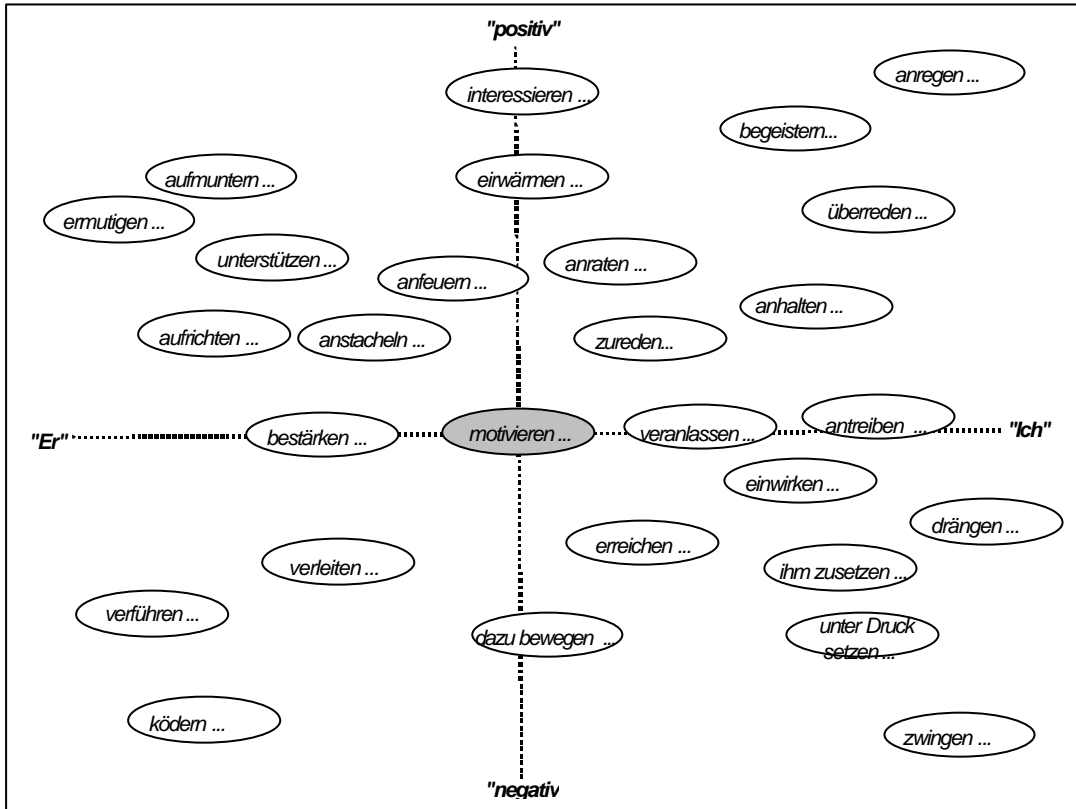 "positiv"
anregen ...
interessieren ...
begeistern...
aufmuntern ...
eirwärmen ...
ermutigen ...
überreden ...
unterstützen ...
anraten ...
anfeuern ...
anhalten ...
aufrichten ...
anstacheln ...
zureden...
"Er"
bestärken ...
motivieren ...
veranlassen ...
antreiben ...
"Ich"
einwirken ...
drängen ...
erreichen ...
verleiten ...
ihm zusetzen ...
verführen ...
dazu bewegen ...
unter Druck
setzen ...
ködern ...
zwingen ...
"negativ